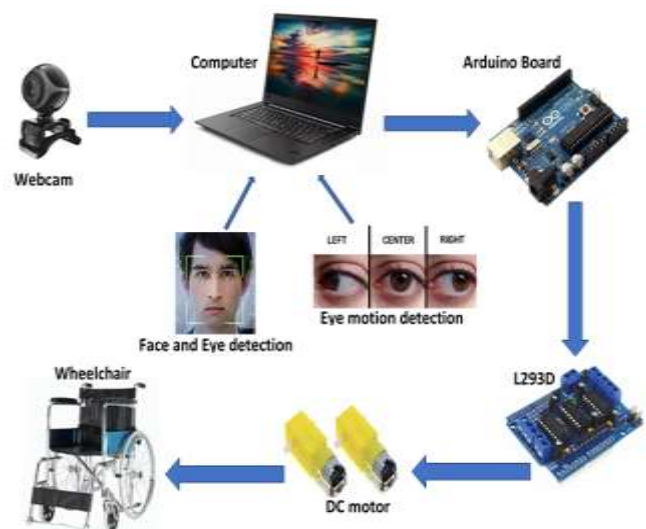 Computer
Arduino Board
Webcam
LEFT
CENTER
RIGHT
Face and Eye detection
Eye motion detection
Wheelchair
L293D
DC motor